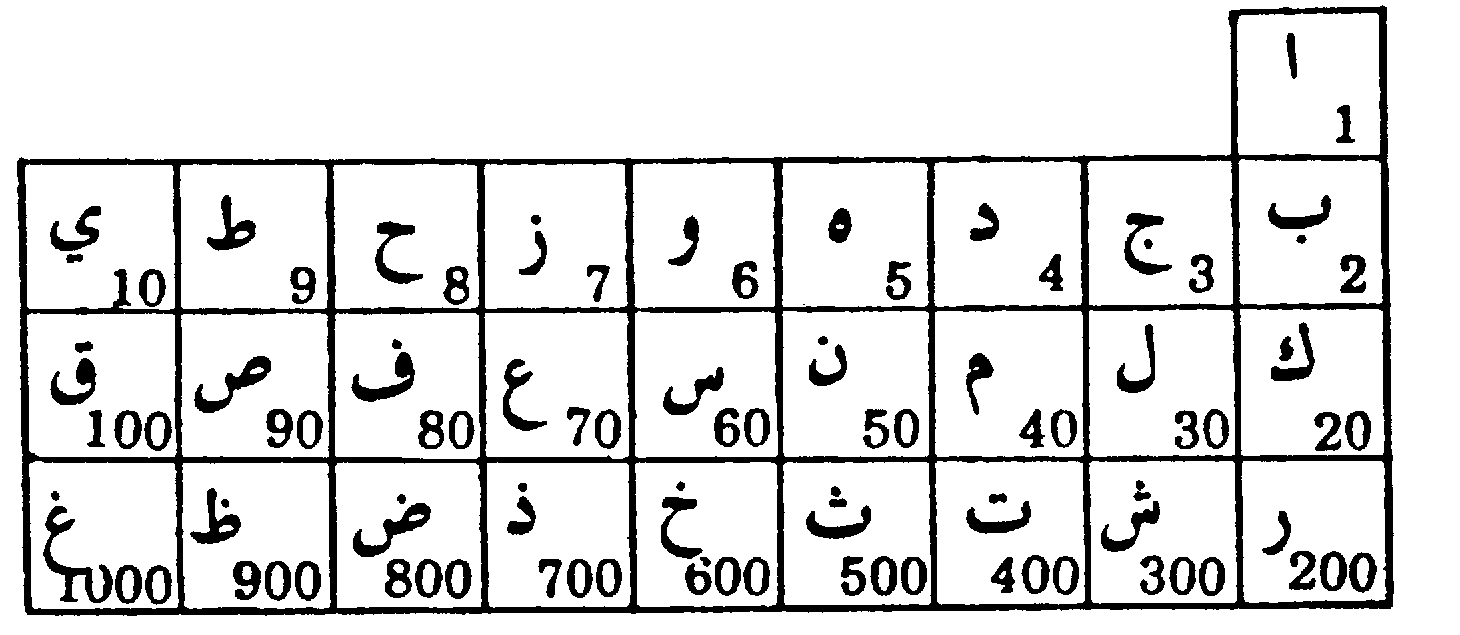 ا 1
ب 2 ج 3 د 4 ه 5 و 6 ز 7 ح 8 ط 9 ي 10
ك 20 ل 30 م 40 ن 50 س 60 ع 70 ف 80 ص 90 ق 100
ر 200 ش 300 ت 400 ث 500 خ 600 ذ 700 ض 800 ظ 900 غ 1000